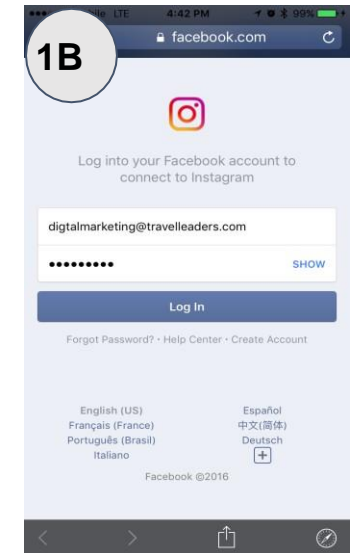 LTE 4:42 PM 99%
1B
facebook.com
Log into your Facebook account to
connect to Instagram
digtalmarketing@travelleaders.com
●●●●●●●●● SHOW
Log In
Forgot Password? · Help Center · Create Account
English (US) Español
Français (France) 中文(简体)
Português (Brasil) Deutsch
Italiano
Facebook ©2016